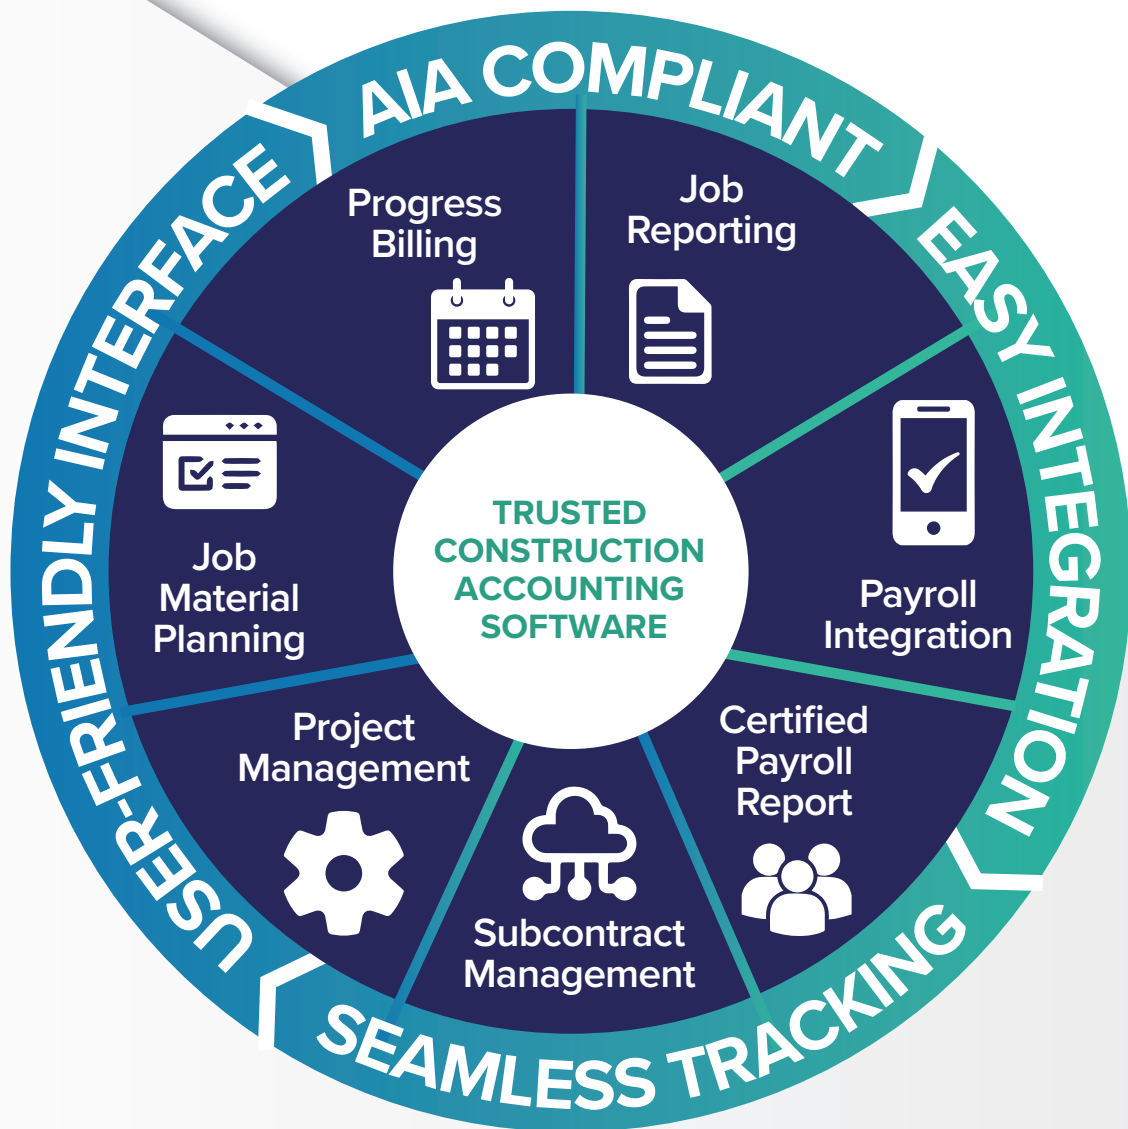 AIA COMPLIANT
EASY INTEGRATION
SEAMLESS TRACKING
USER-FRIENDLY INTERFACE
Progress
Billing
Job
Reporting
Payroll
Integration
Certified
Payroll
Report
Subcontract
Management
Project
Management
Job
Material
Planning
TRUSTED
CONSTRUCTION
ACCOUNTING
SOFTWARE